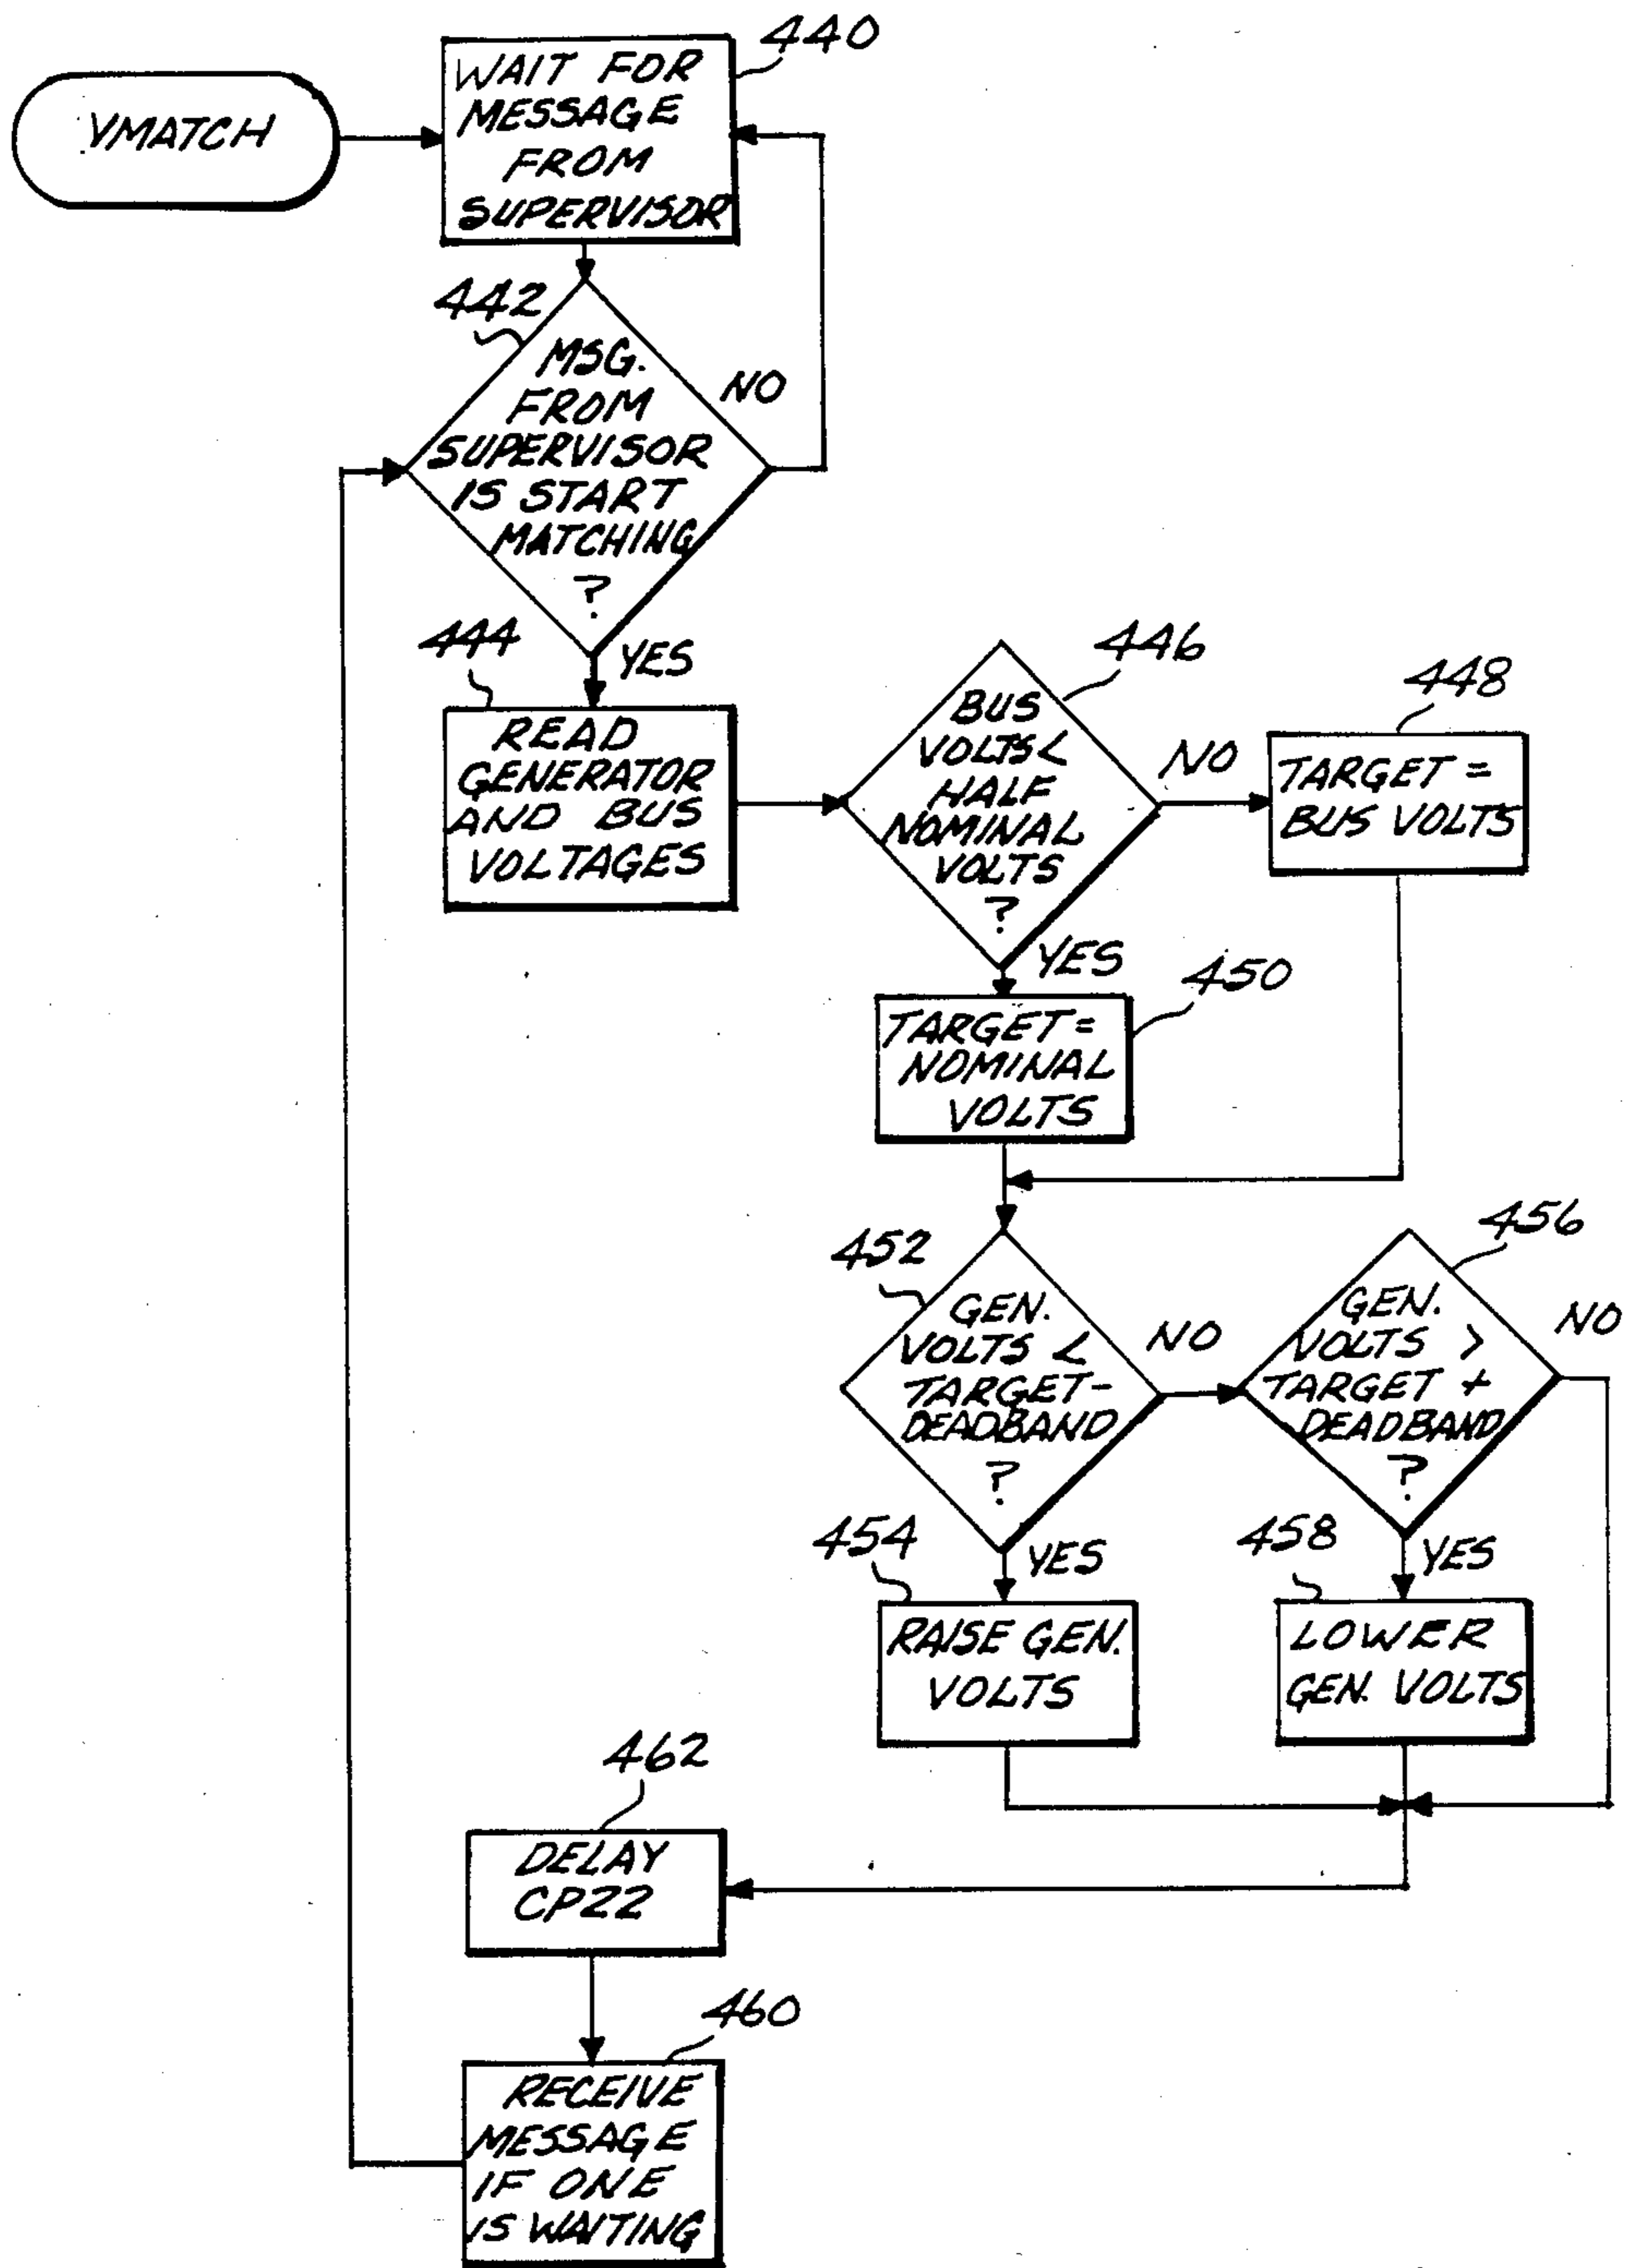 440
WAIT FOR
MESSAGE
FROM
SUPERVISOR
VMATCH
442
MSG.
FROM
SUPERVISOR
IS START
MATCHING
?
NO
YES
444
READ
GENERATOR
AND BUS
VOLTAGES
446
BUS
VOLTS <
HALF
NOMINAL
VOLTS
?
NO
YES
448
TARGET =
BUS VOLTS
450
TARGET =
NOMINAL
VOLTS
452
GEN.
VOLTS <
TARGET-
DEADBAND
?
NO
YES
456
GEN.
VOLTS >
TARGET +
DEADBAND
?
NO
YES
454
RAISE GEN.
VOLTS
458
LOWER
GEN. VOLTS
462
DELAY
CP22
460
RECEIVE
MESSAGE
IF ONE
IS WAITING